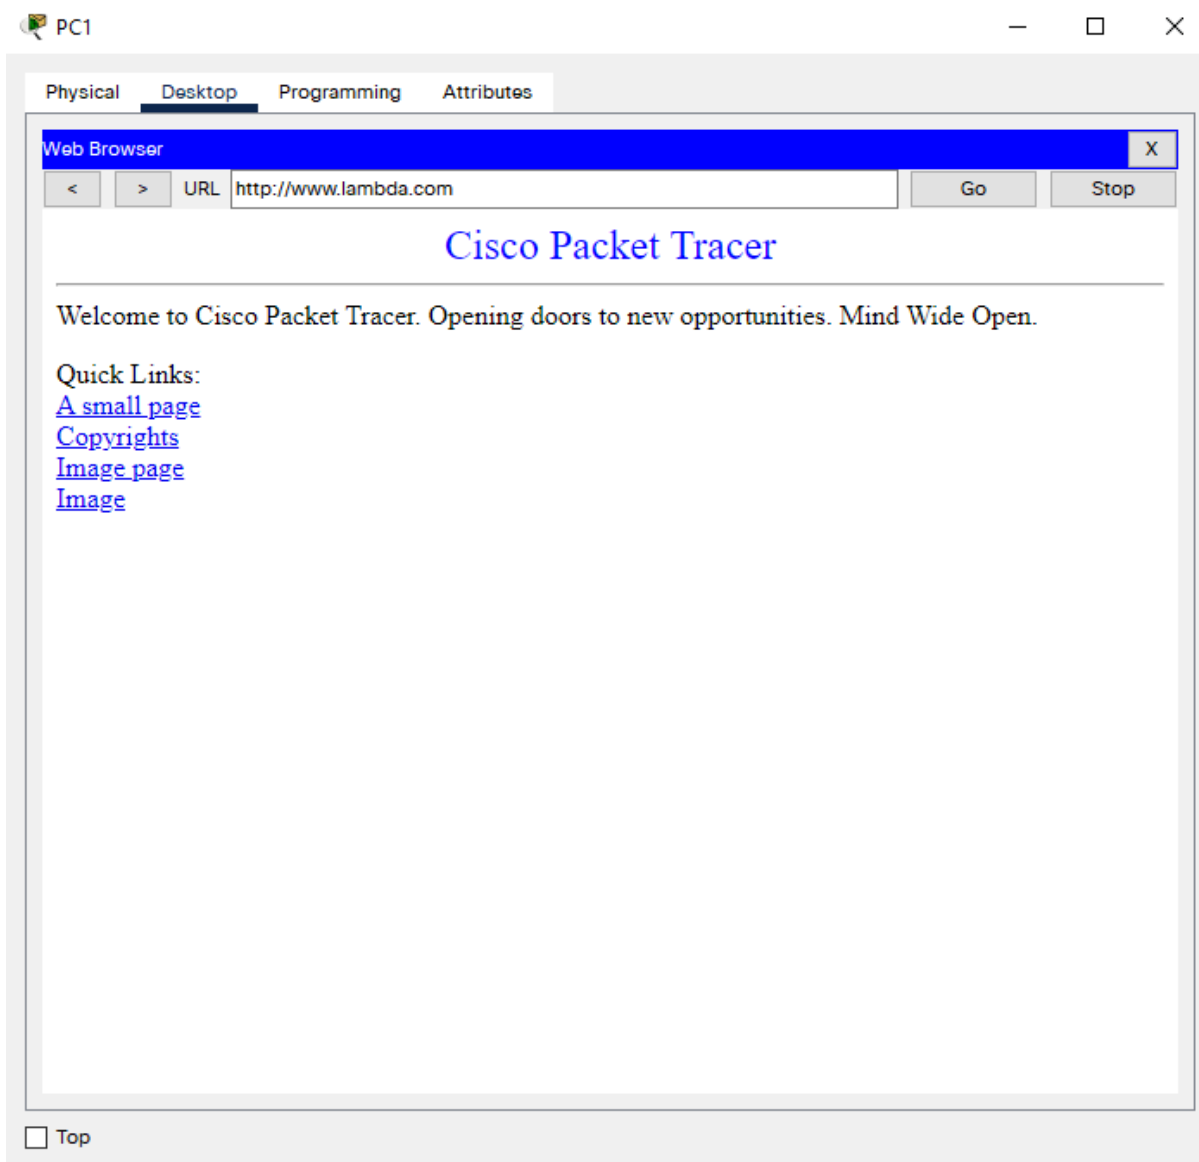 PC1
Physical Desktop Programming Attributes
Web Browser X
< > URL http://www.lambda.com Go Stop
Cisco Packet Tracer
Welcome to Cisco Packet Tracer. Opening doors to new opportunities. Mind Wide Open.
Quick Links:
A small page
Copyrights
Image page
Image
Top